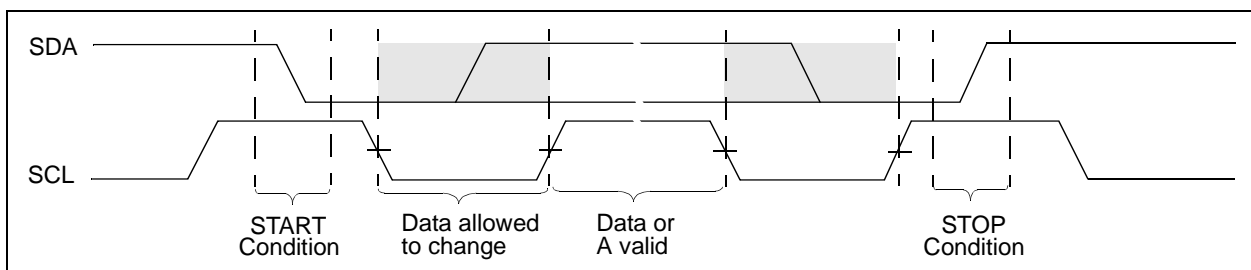 SDA
SCL
START
Condition
Data allowed
to change
Data or
A valid
STOP
Condition